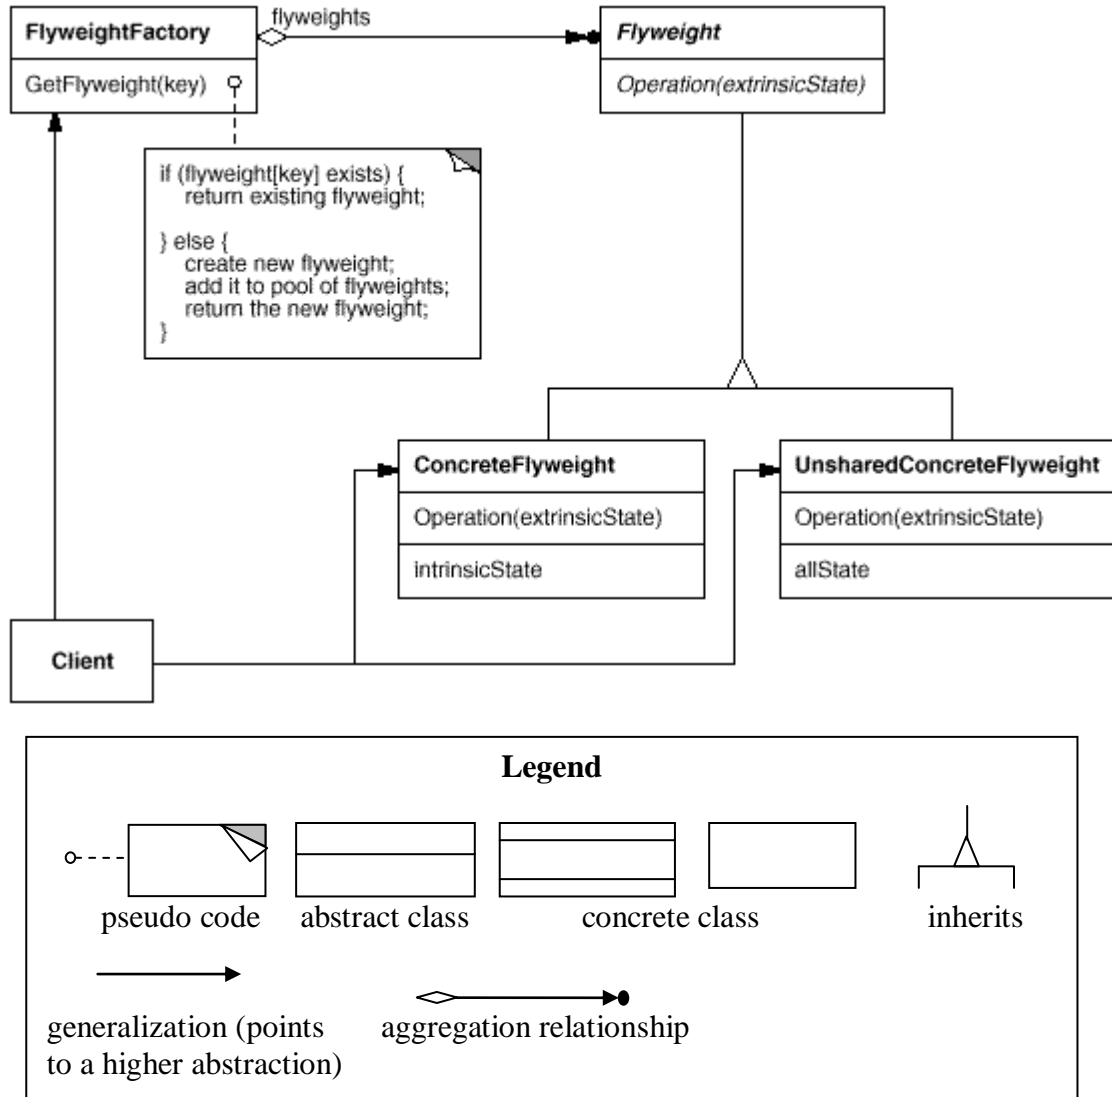 flyweights
FlyweightFactory
GetFlyweight(key)
Flyweight
Operation(extrinsicState)
if (flyweight[key] exists) {
return existing flyweight;
} else {
create new flyweight;
add it to pool of flyweights;
return the new flyweight;
}
ConcreteFlyweight
Operation(extrinsicState)
intrinsicState
UnsharedConcreteFlyweight
Operation(extrinsicState)
allState
Client
Legend
pseudo code
abstract class
concrete class
inherits
generalization (points
to a higher abstraction)
aggregation relationship